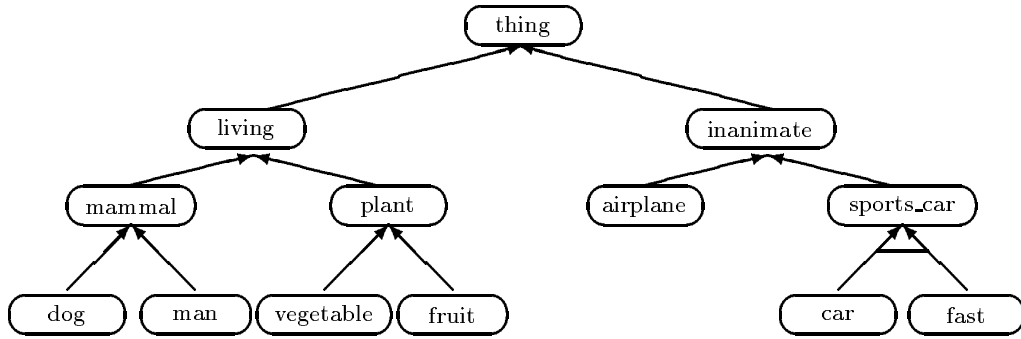 thing
living
inanimate
mammal
plant
airplane
sports_car
dog
man
vegetable
fruit
car
fast